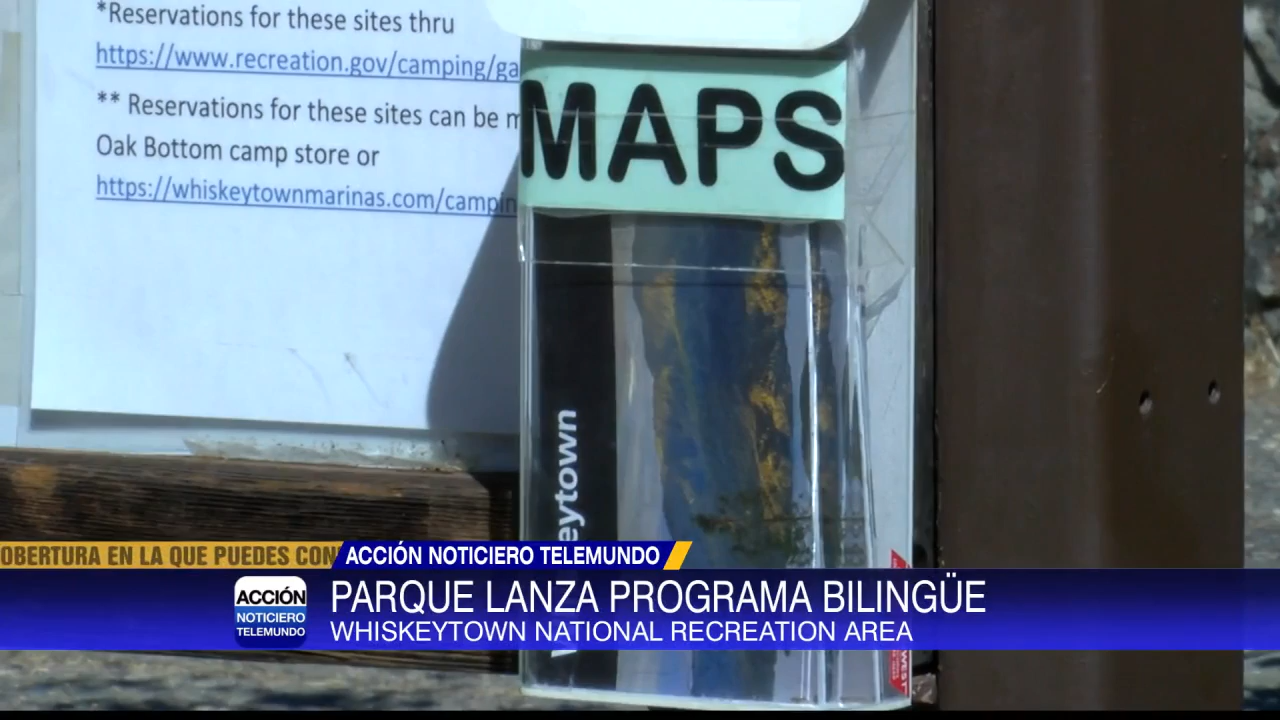 *Reservations for these sites thru
https://www.recreation.gov/camping/ga
** Reservations for these sites can be m
Oak Bottom camp store or
https://whiskeytownmarinas.com/campin
MAPS
eytown
OBERTURA EN LA QUE PUEDES CON
ACCIÓN NOTICIERO TELEMUNDO
ACCIÓN
NOTICIERO
TELEMUNDO
PARQUE LANZA PROGRAMA BILINGÜE
WHISKEYTOWN NATIONAL RECREATION AREA